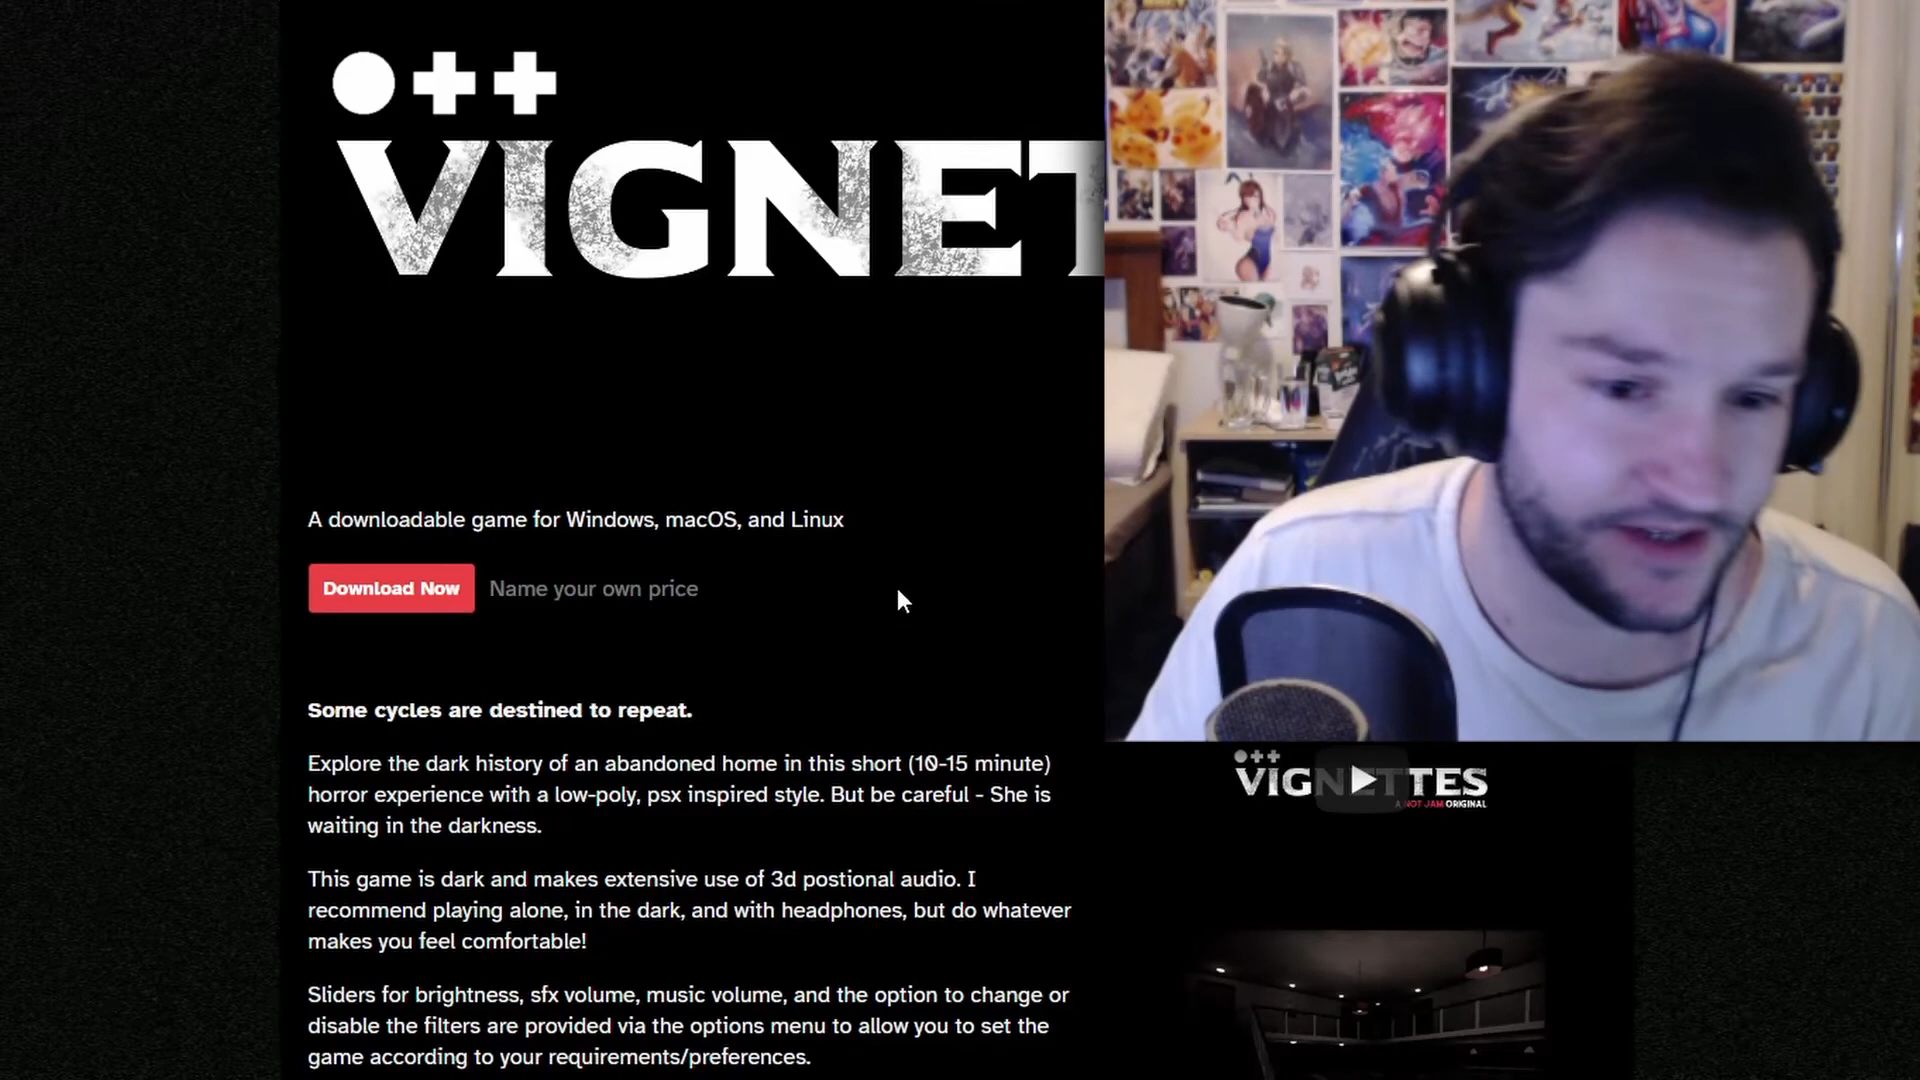 VIGNET
A downloadable game for Windows, macOS, and Linux
Download Now Name your own price
Some cycles are destined to repeat.
Explore the dark history of an abandoned home in this short (10-15 minute)
horror experience with a low-poly, psx inspired style. But be careful - She is
waiting in the darkness.
This game is dark and makes extensive use of 3d postional audio. I
recommend playing alone, in the dark, and with headphones, but do whatever
makes you feel comfortable!
Sliders for brightness, sfx volume, music volume, and the option to change or
disable the filters are provided via the options menu to allow you to set the
game according to your requirements/preferences.
VIGNETTES
A NOT JAM ORIGINAL